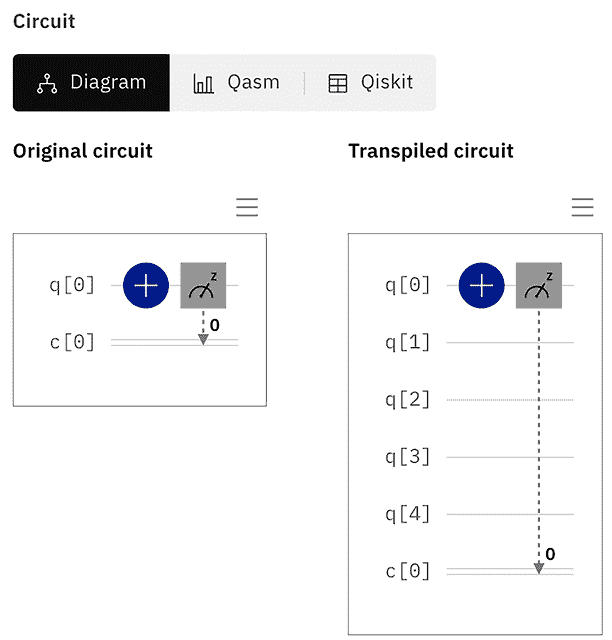 Circuit
Diagram Qasm Qiskit
Original circuit Transpiled circuit
q[0] z q[0] z
c[0] 0 q[1]
q[2]
q[3]
q[4]
0
c[0]